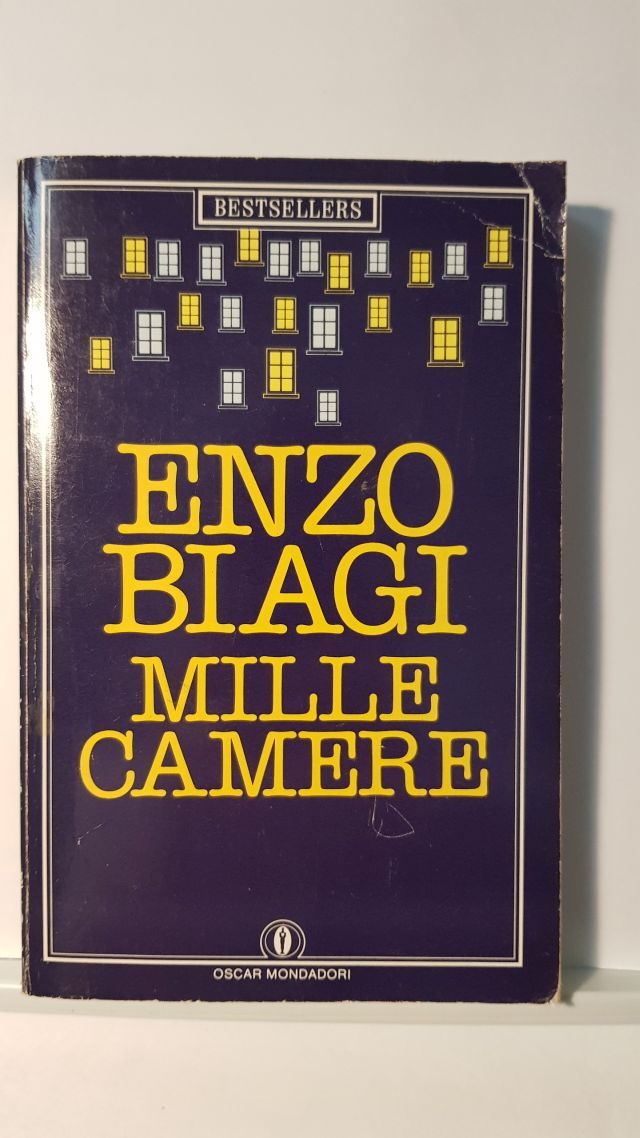 BESTSELLERS
ENZO
BIAGI
MILLE
CAMERE
OSCAR MONDADORI